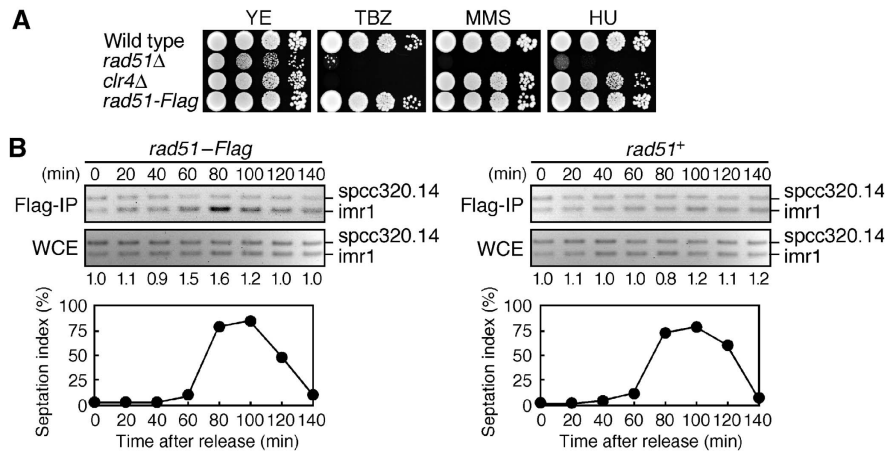 A
YE TBZ MMS HU
Wild type
rad51Δ
clr4Δ
rad51-Flag
B
rad51–Flag
(min) 0 20 40 60 80 100 120 140
Flag-IP
spcc320.14
imr1
WCE
spcc320.14
imr1
1.0 1.1 0.9 1.5 1.6 1.2 1.0 1.0
Septation index (%)
100
75
50
25
0
0 20 40 60 80 100 120 140
Time after release (min)
rad51+
(min) 0 20 40 60 80 100 120 140
Flag-IP
spcc320.14
imr1
WCE
spcc320.14
imr1
1.0 1.1 1.0 1.0 0.8 1.2 1.1 1.2
Septation index (%)
100
75
50
25
0
0 20 40 60 80 100 120 140
Time after release (min)